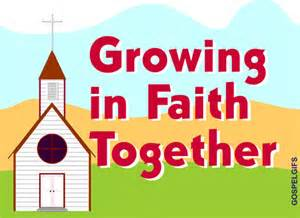 Growing
in Faith
Together
GOSPELGIFS